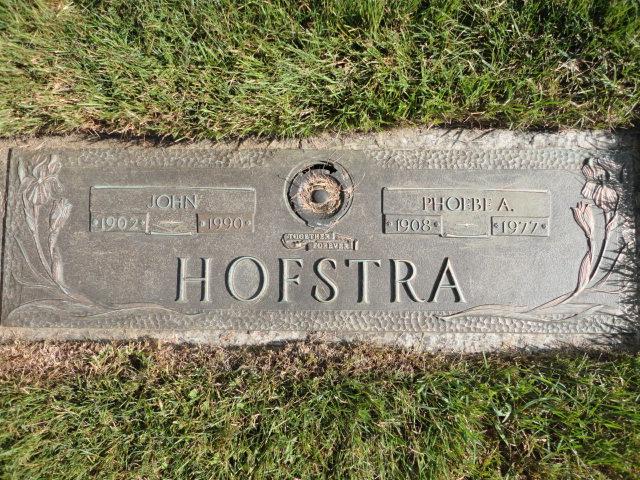 JOHN
1902 1990
TOGETHER
FOREVER
PHOEBE A.
1908 1977
HOFSTRA